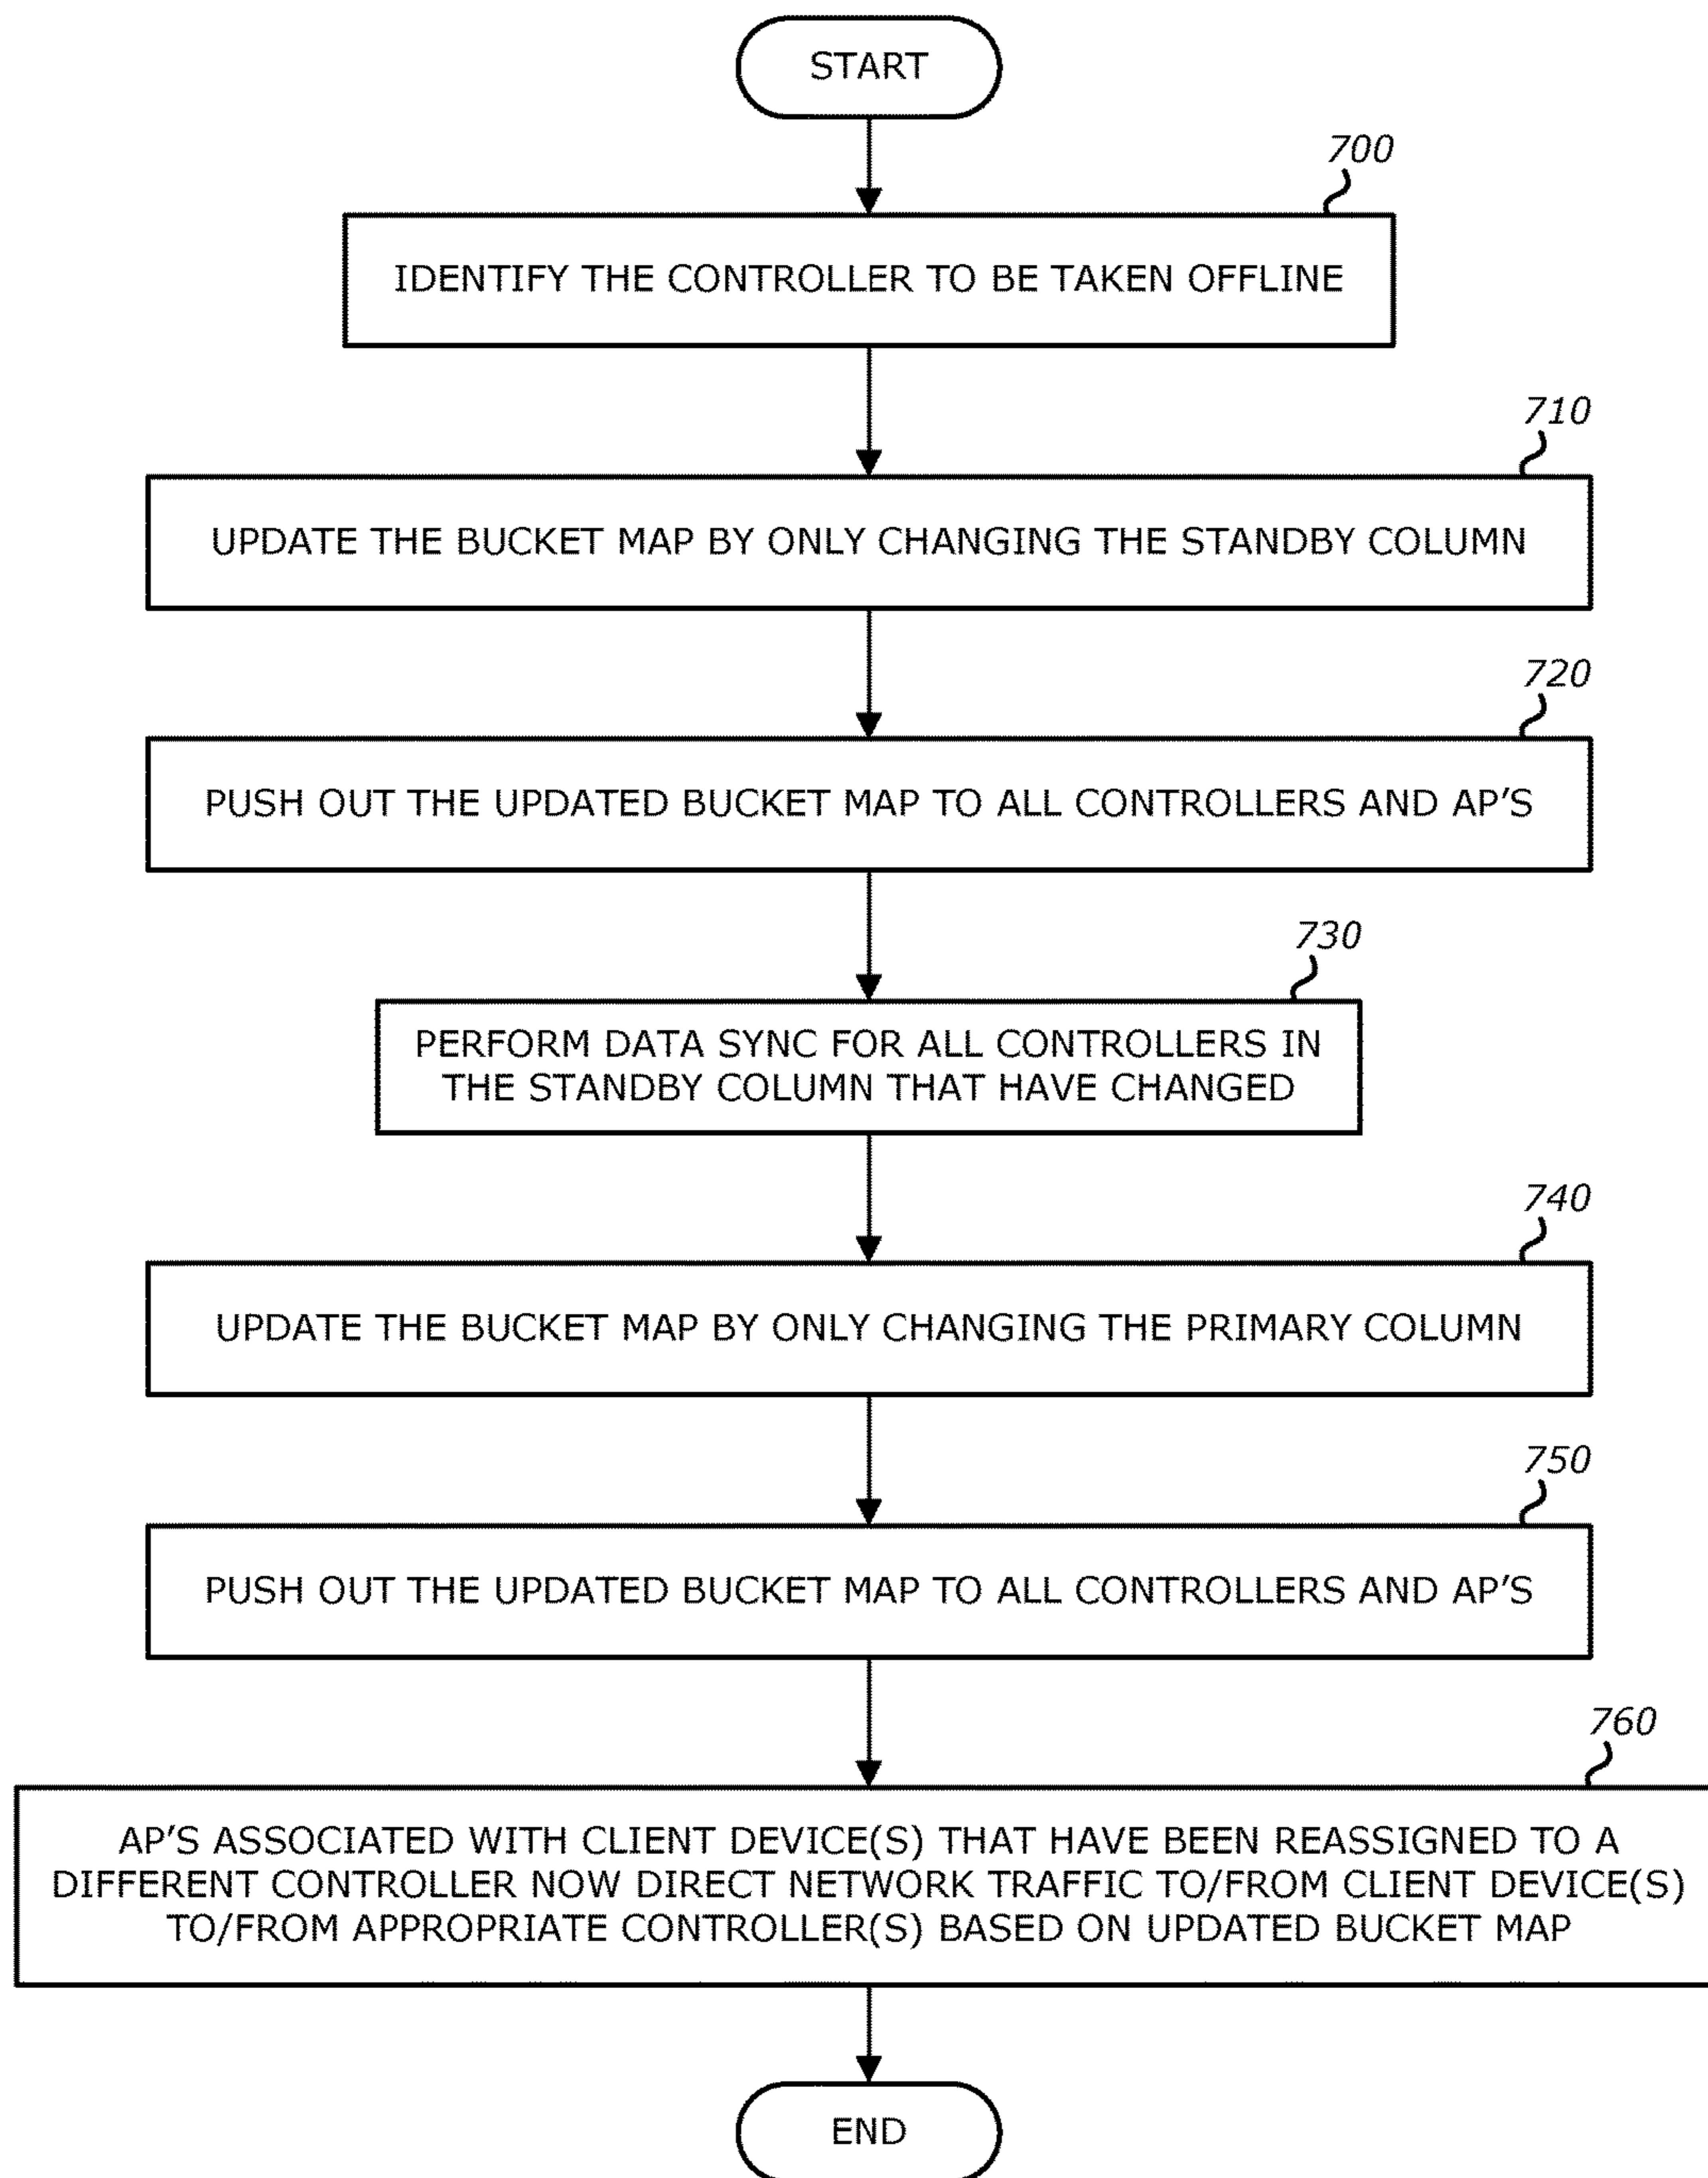 START
700
IDENTIFY THE CONTROLLER TO BE TAKEN OFFLINE
710
UPDATE THE BUCKET MAP BY ONLY CHANGING THE STANDBY COLUMN
720
PUSH OUT THE UPDATED BUCKET MAP TO ALL CONTROLLERS AND AP'S
730
PERFORM DATA SYNC FOR ALL CONTROLLERS IN
THE STANDBY COLUMN THAT HAVE CHANGED
740
UPDATE THE BUCKET MAP BY ONLY CHANGING THE PRIMARY COLUMN
750
PUSH OUT THE UPDATED BUCKET MAP TO ALL CONTROLLERS AND AP'S
760
AP'S ASSOCIATED WITH CLIENT DEVICE(S) THAT HAVE BEEN REASSIGNED TO A
DIFFERENT CONTROLLER NOW DIRECT NETWORK TRAFFIC TO/FROM CLIENT DEVICE(S)
TO/FROM APPROPRIATE CONTROLLER(S) BASED ON UPDATED BUCKET MAP
END